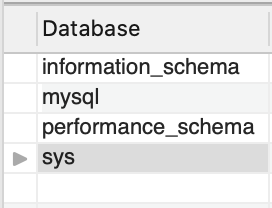 Database
information_schema
mysql
performance_schema
sys